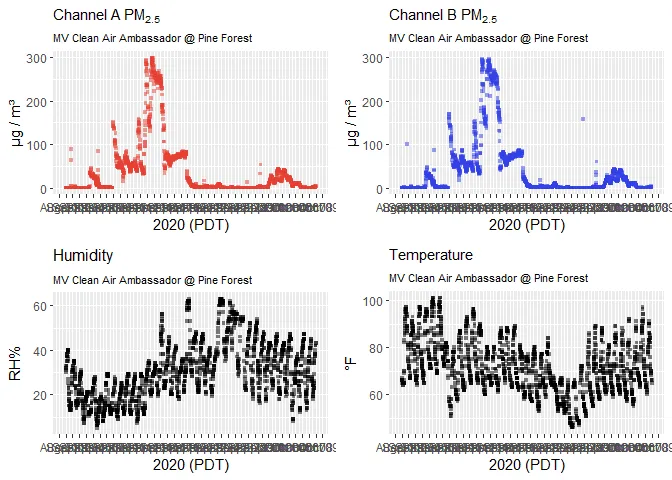 Channel A PM2.5
MV Clean Air Ambassador @ Pine Forest
300
200
100
0
µg / m³
2020 (PDT)
Channel B PM2.5
MV Clean Air Ambassador @ Pine Forest
300
200
100
0
µg / m³
2020 (PDT)
Humidity
MV Clean Air Ambassador @ Pine Forest
60
40
20
RH%
2020 (PDT)
Temperature
MV Clean Air Ambassador @ Pine Forest
100
80
60
°F
2020 (PDT)